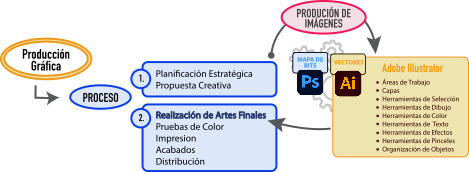 Producción
Gráfica
PROCESO
1.
Planificación Estratégica
Propuesta Creativa
2.
Realización de Artes Finales
Pruebas de Color
Impresion
Acabados
Distribución
PRODUCIÓN DE
IMÁGENES
MAPA DE
BITS
VECTORES
Ps
Ai
Adobe Illustrator
• Áreas de Trabajo
• Capas
• Herramientas de Selección
• Herramientas de Dibujo
• Herramientas de Color
• Herramientas de Texto
• Herramientas de Efectos
• Herramientas de Pinceles
• Organización de Objetos